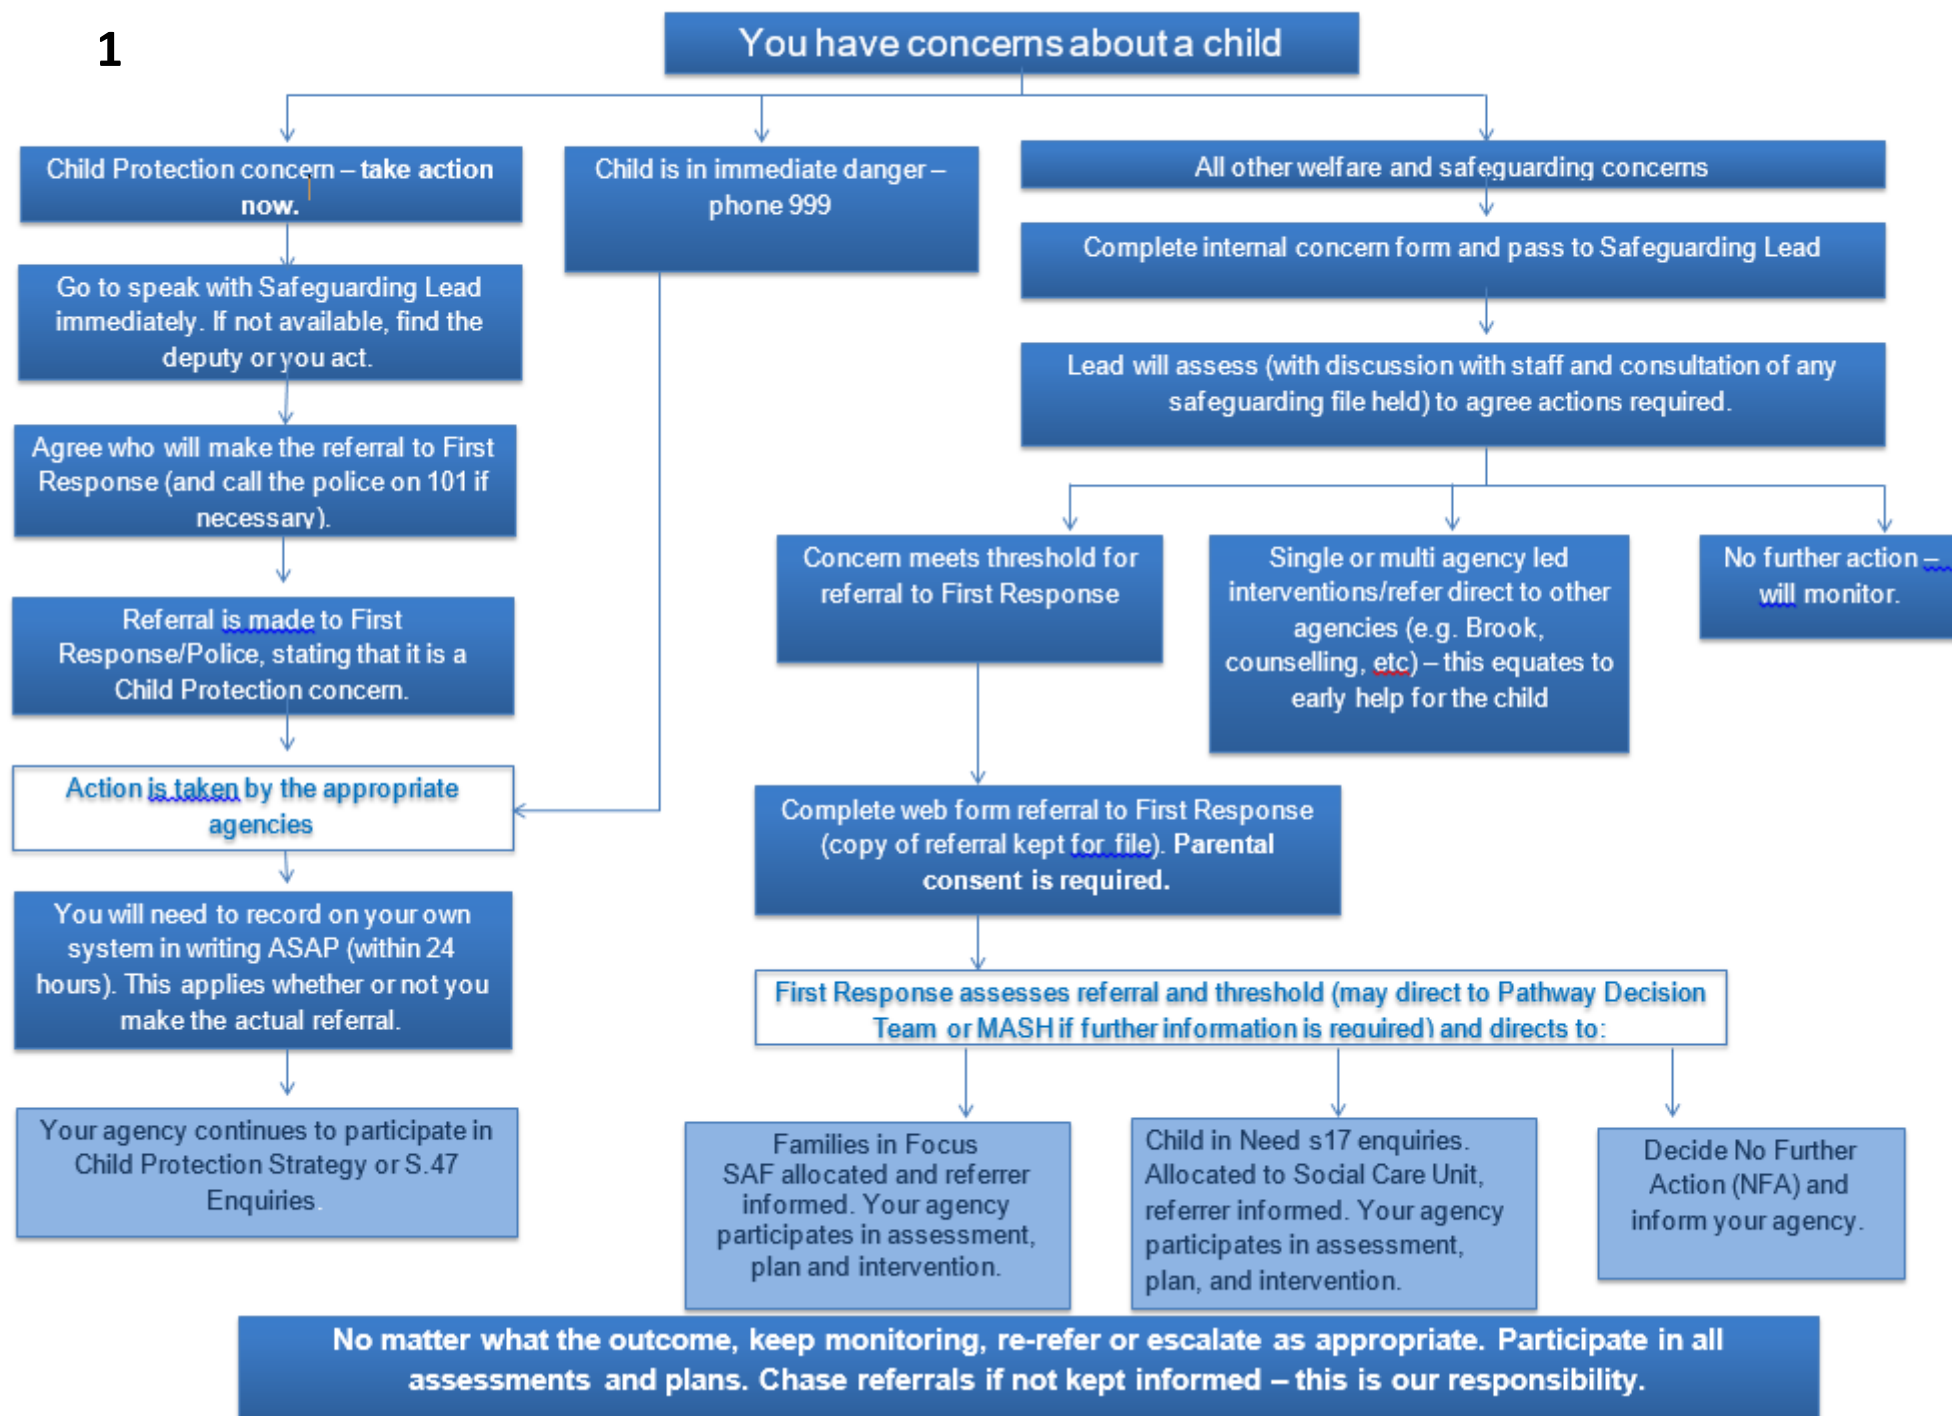 1
You have concerns about a child
Child Protection concern – take action
now.
Go to speak with Safeguarding Lead
immediately. If not available, find the
deputy or you act.
Agree who will make the referral to First
Response (and call the police on 101 if
necessary).
Referral is made to First
Response/Police, stating that it is a
Child Protection concern.
Action is taken by the appropriate
agencies
You will need to record on your own
system in writing ASAP (within 24
hours). This applies whether or not you
make the actual referral.
Your agency continues to participate in
Child Protection Strategy or S.47
Enquiries.
Child is in immediate danger –
phone 999
All other welfare and safeguarding concerns
Complete internal concern form and pass to Safeguarding Lead
Lead will assess (with discussion with staff and consultation of any
safeguarding file held) to agree actions required.
Concern meets threshold for
referral to First Response
Single or multi agency led
interventions/refer direct to other
agencies (e.g. Brook,
counselling, etc) – this equates to
early help for the child
No further action –
will monitor.
Complete web form referral to First Response
(copy of referral kept for file). Parental
consent is required.
First Response assesses referral and threshold (may direct to Pathway Decision
Team or MASH if further information is required) and directs to:
Families in Focus
SAF allocated and referrer
informed. Your agency
participates in assessment,
plan and intervention.
Child in Need s17 enquiries.
Allocated to Social Care Unit,
referrer informed. Your agency
participates in assessment,
plan, and intervention.
Decide No Further
Action (NFA) and
inform your agency.
No matter what the outcome, keep monitoring, re-refer or escalate as appropriate. Participate in all
assessments and plans. Chase referrals if not kept informed – this is our responsibility.